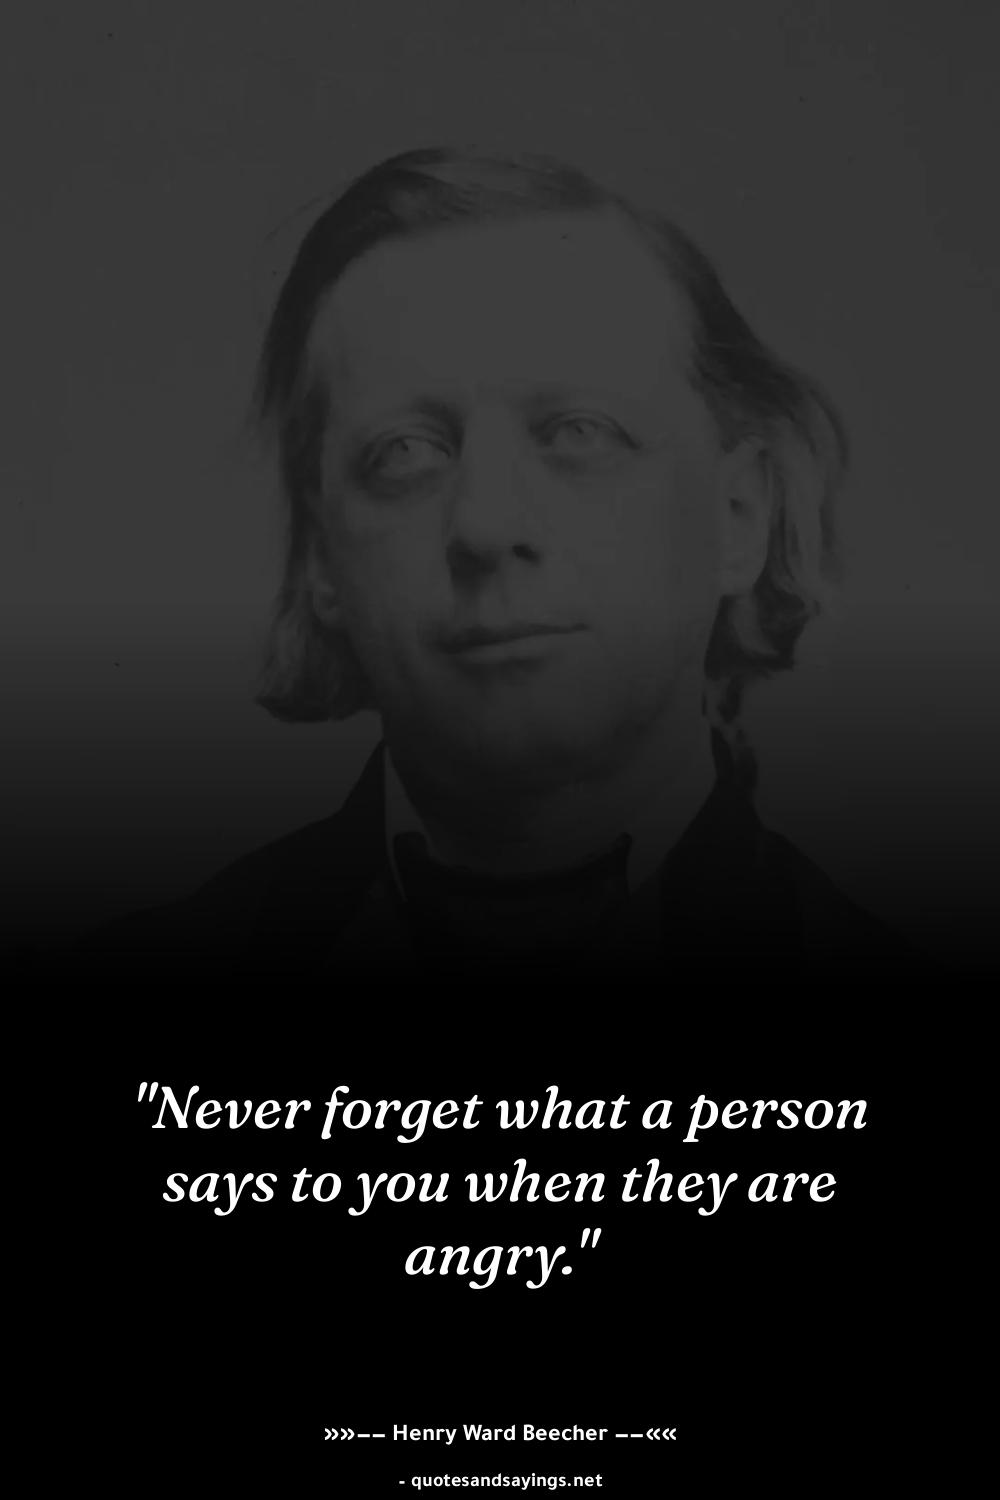 "Never forget what a person
says to you when they are
angry."
»»–– Henry Ward Beecher ––««
- quotesandsayings.net